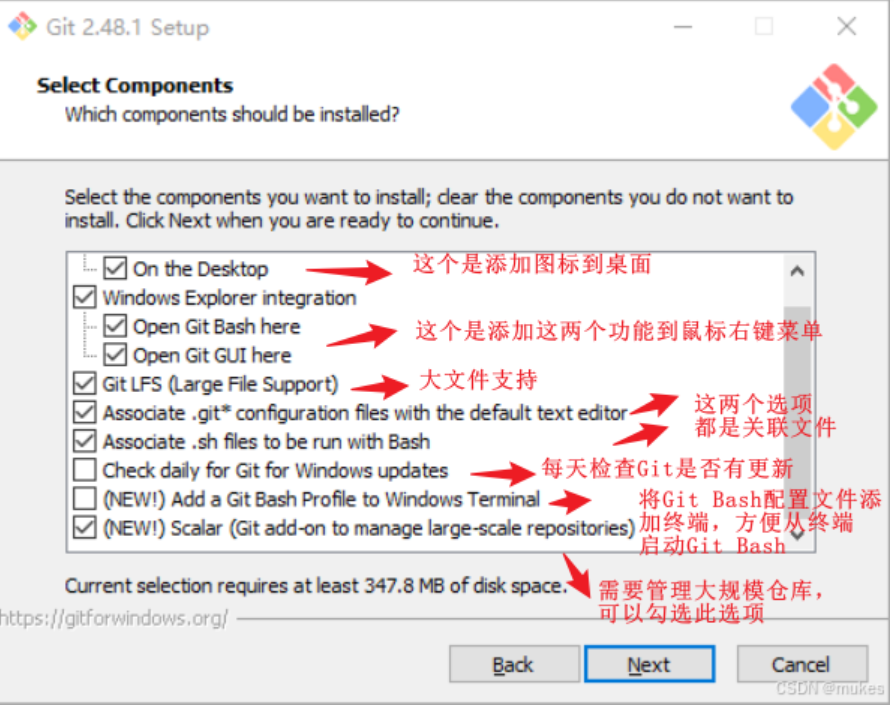 Git 2.48.1 Setup
Select Components
Which components should be installed?
Select the components you want to install; clear the components you do not want to
install. Click Next when you are ready to continue.
On the Desktop
这个是添加图标到桌面
Windows Explorer integration
Open Git Bash here
这个是添加这两个功能到鼠标右键菜单
Open Git GUI here
Git LFS (Large File Support)
大文件支持
Associate .git* configuration files with the default text editor
这两个选项
都是关联文件
Associate .sh files to be run with Bash
Check daily for Git for Windows updates
每天检查Git是否有更新
(NEW!) Add a Git Bash Profile to Windows Terminal
将Git Bash配置文件添
加终端，方便从终端
启动Git Bash
(NEW!) Scalar (Git add-on to manage large-scale repositories)
Current selection requires at least 347.8 MB of disk space.
需要管理大规模仓库，
可以勾选此选项
https://gitforwindows.org/
Back
Next
Cancel
CSDN @mukes